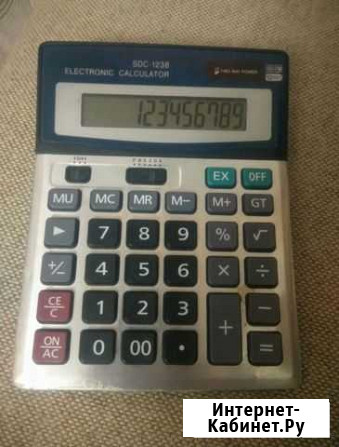 SDC-1238
ELECTRONIC CALCULATOR
TWO WAY POWER
123456789
EX OFF
MU MC MR M− M+ GT
▶ 7 8 9 % √
+/− 4 5 6 × ÷
CE/C 1 2 3 + −
ON/AC 0 00 • =
Интернет-
Кабинет.Ру